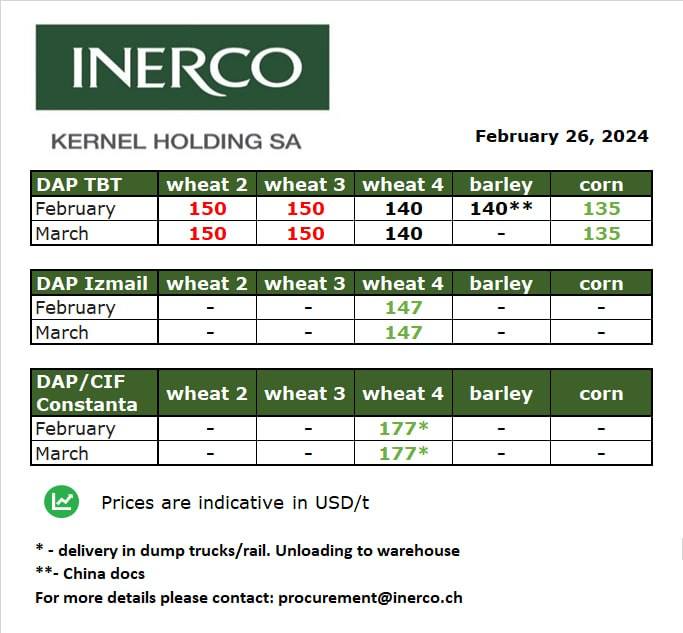 INERCO
KERNEL HOLDING SA
February 26, 2024
DAP TBT wheat 2 wheat 3 wheat 4 barley corn
February 150 150 140 140** 135
March 150 150 140 - 135
DAP Izmail wheat 2 wheat 3 wheat 4 barley corn
February - - 147 - -
March - - 147 - -
DAP/CIF
Constanta wheat 2 wheat 3 wheat 4 barley corn
February - - 177* - -
March - - 177* - -
Prices are indicative in USD/t
* - delivery in dump trucks/rail. Unloading to warehouse
**- China docs
For more details please contact: procurement@inerco.ch